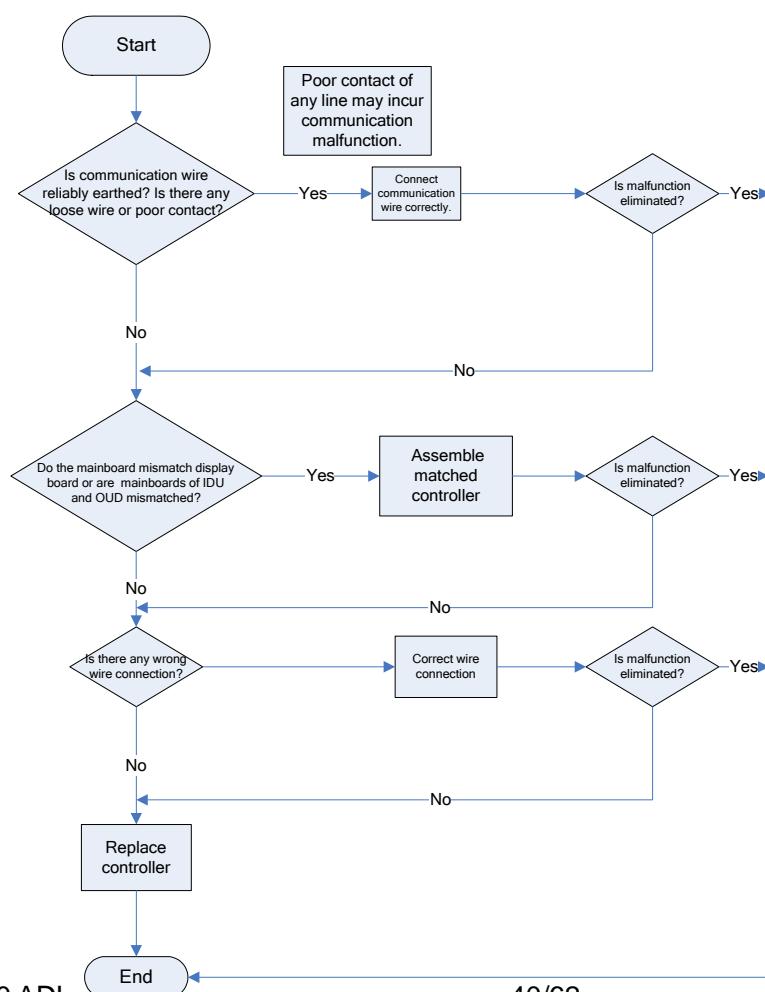 Start
Poor contact of
any line may incur
communication
malfunction.
Is communication wire
reliably earthed? Is there any
loose wire or poor contact?
Yes
Connect
communication
wire correctly.
Is malfunction
eliminated?
Yes
No
No
Do the mainboard mismatch display
board or are mainboards of IDU
and OUD mismatched?
Yes
Assemble
matched
controller
Is malfunction
eliminated?
Yes
No
No
Is there any wrong
wire connection?
Correct wire
connection
Is malfunction
eliminated?
Yes
No
No
Replace
controller
End